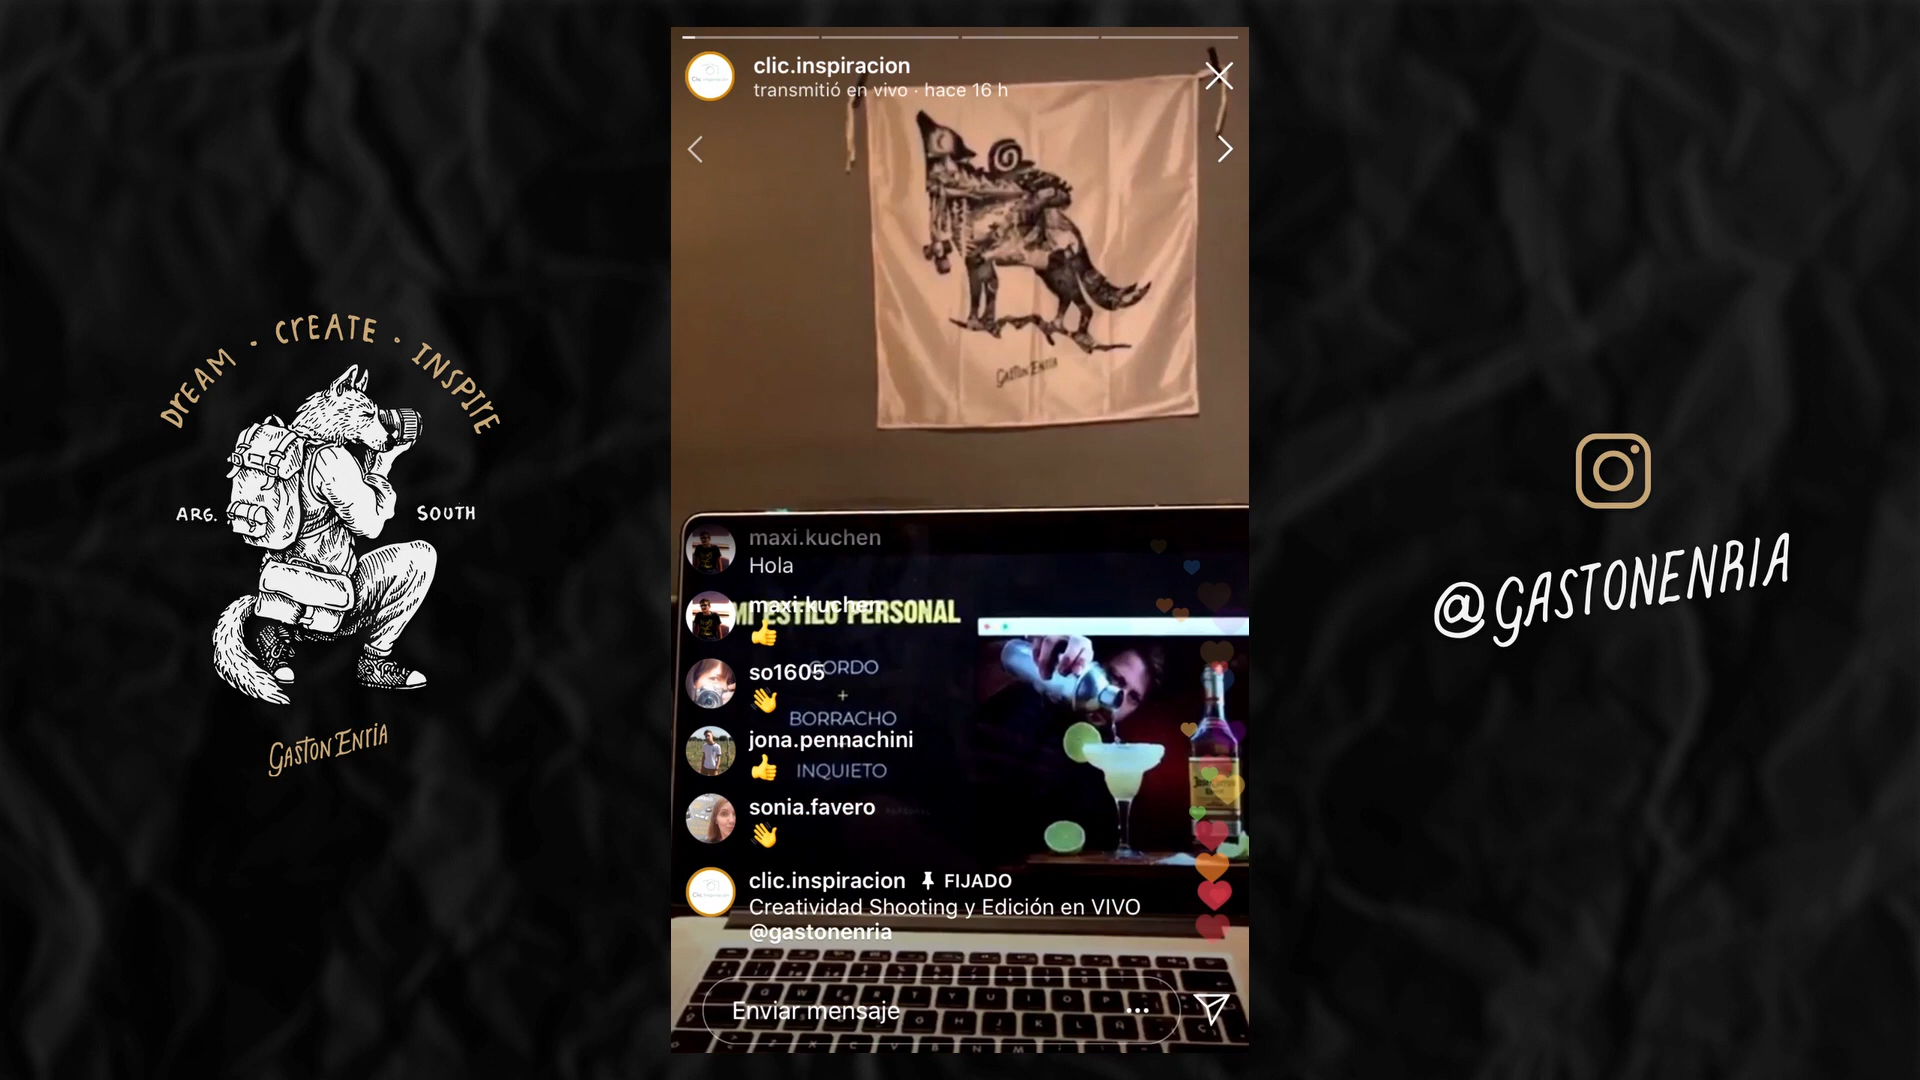 DREAM · CREATE · INSPIRE
ARG. SOUTH
GASTON ENRIA
clic.inspiracion
transmitió en vivo · hace 16 h
GASTON ENRIA
maxi.kuchen
Hola
maxi.kuchen
MI ESTILO PERSONAL
so1605
GORDO
+
BORRACHO
jona.pennachini
INQUIETO
sonia.favero
clic.inspiracion FIJADO
Creatividad Shooting y Edición en VIVO
@gastonenria
Enviar mensaje
@GASTONENRIA